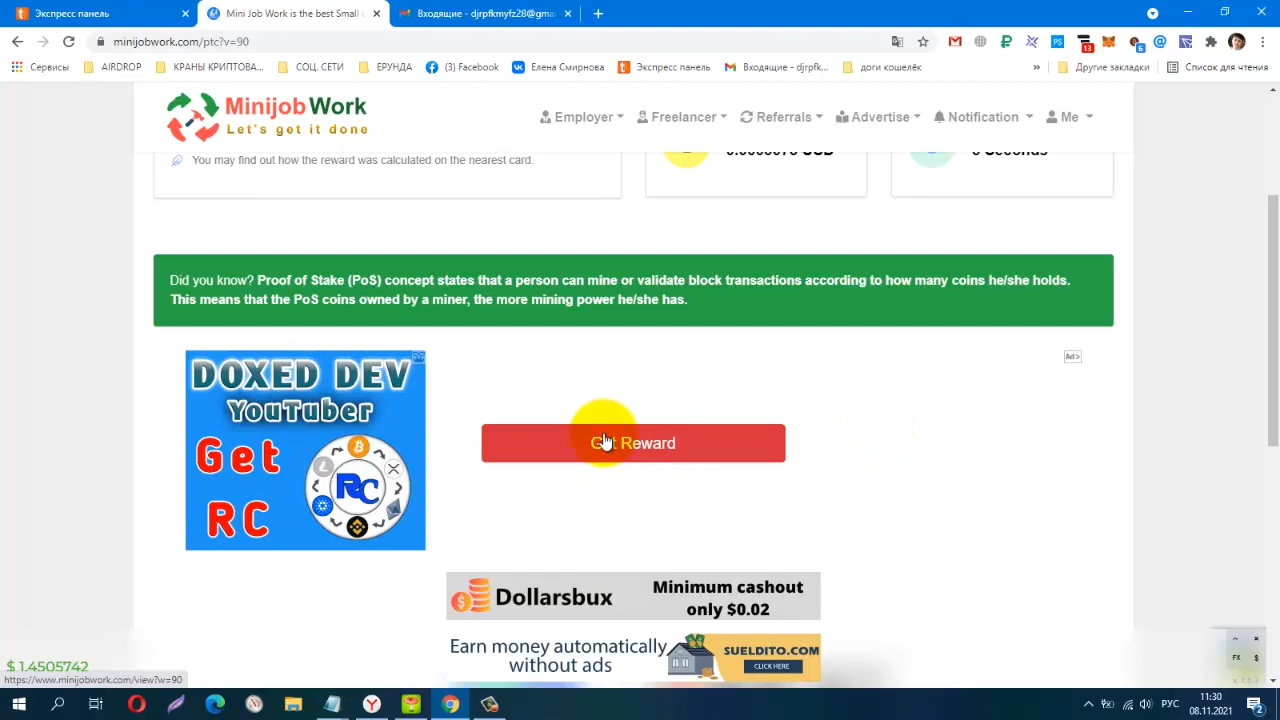 Экспресс панель
Mini Job Work is the best Small
Входящие - djrpfkmyfz28@gma
minijobwork.com/ptc?v=90
Сервисы
AIRDROP
КРАНЫ КРИПТОВА...
СОЦ. СЕТИ
ЕРУНДА
(3) Facebook
Елена Смирнова
Экспресс панель
Входящие - djrpfk...
доги кошелёк
»
Другие закладки
Список для чтения
13
6
Minijob Work
Let's get it done
Employer
Freelancer
Referrals
Advertise
Notification
Me
You may find out how the reward was calculated on the nearest card.
Did you know? Proof of Stake (PoS) concept states that a person can mine or validate block transactions according to how many coins he/she holds.
This means that the PoS coins owned by a miner, the more mining power he/she has.
DOXED DEV
YouTuber
Get
RC
RC
Ad>
Get Reward
Dollarsbux
Minimum cashout
only $0.02
Earn money automatically
without ads
SUELDITO.COM
CLICK HERE
$ 1.4505742
https://www.minijobwork.com/view?w=90
FX $
РУС
11:30
08.11.2021
2